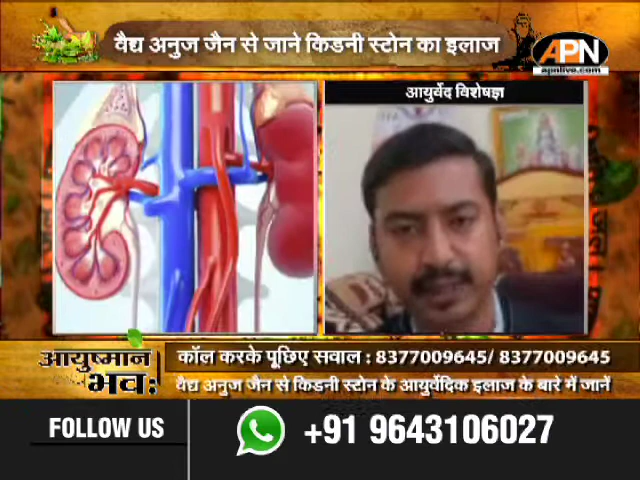 वैद्य अनुज जैन से जाने किडनी स्टोन का इलाज
APN
apnlive.com
आयुर्वेद विशेषज्ञ
आयुष्मान
भव:
कॉल करके पूछिए सवाल : 8377009645/ 8377009645
वैद्य अनुज जैन से किडनी स्टोन के आयुर्वेदिक इलाज के बारे में जानें
FOLLOW US
+91 9643106027